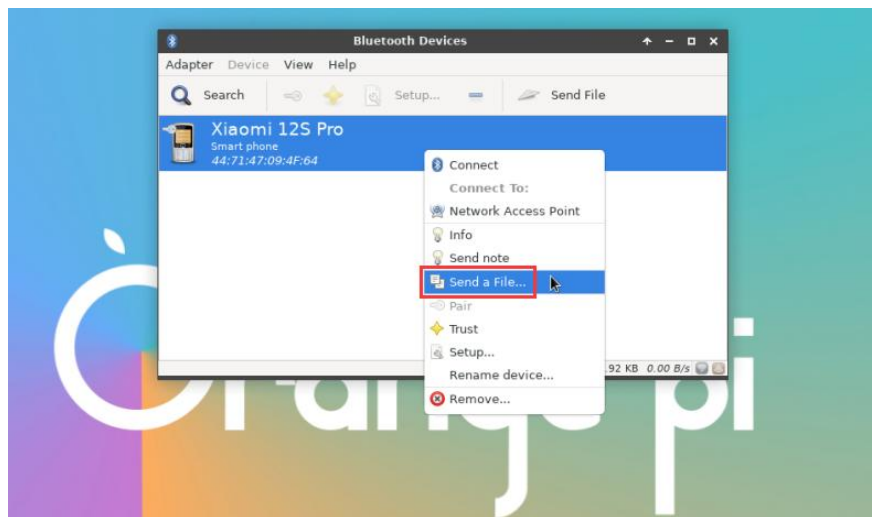 Bluetooth Devices
Adapter Device View Help
Search Setup... Send File
Xiaomi 12S Pro
Smart phone
44:71:47:09:4F:64
Connect
Connect To:
Network Access Point
Info
Send note
Send a File...
Pair
Trust
Setup...
.92 KB 0.00 B/s
Rename device...
Remove...
Orange pi